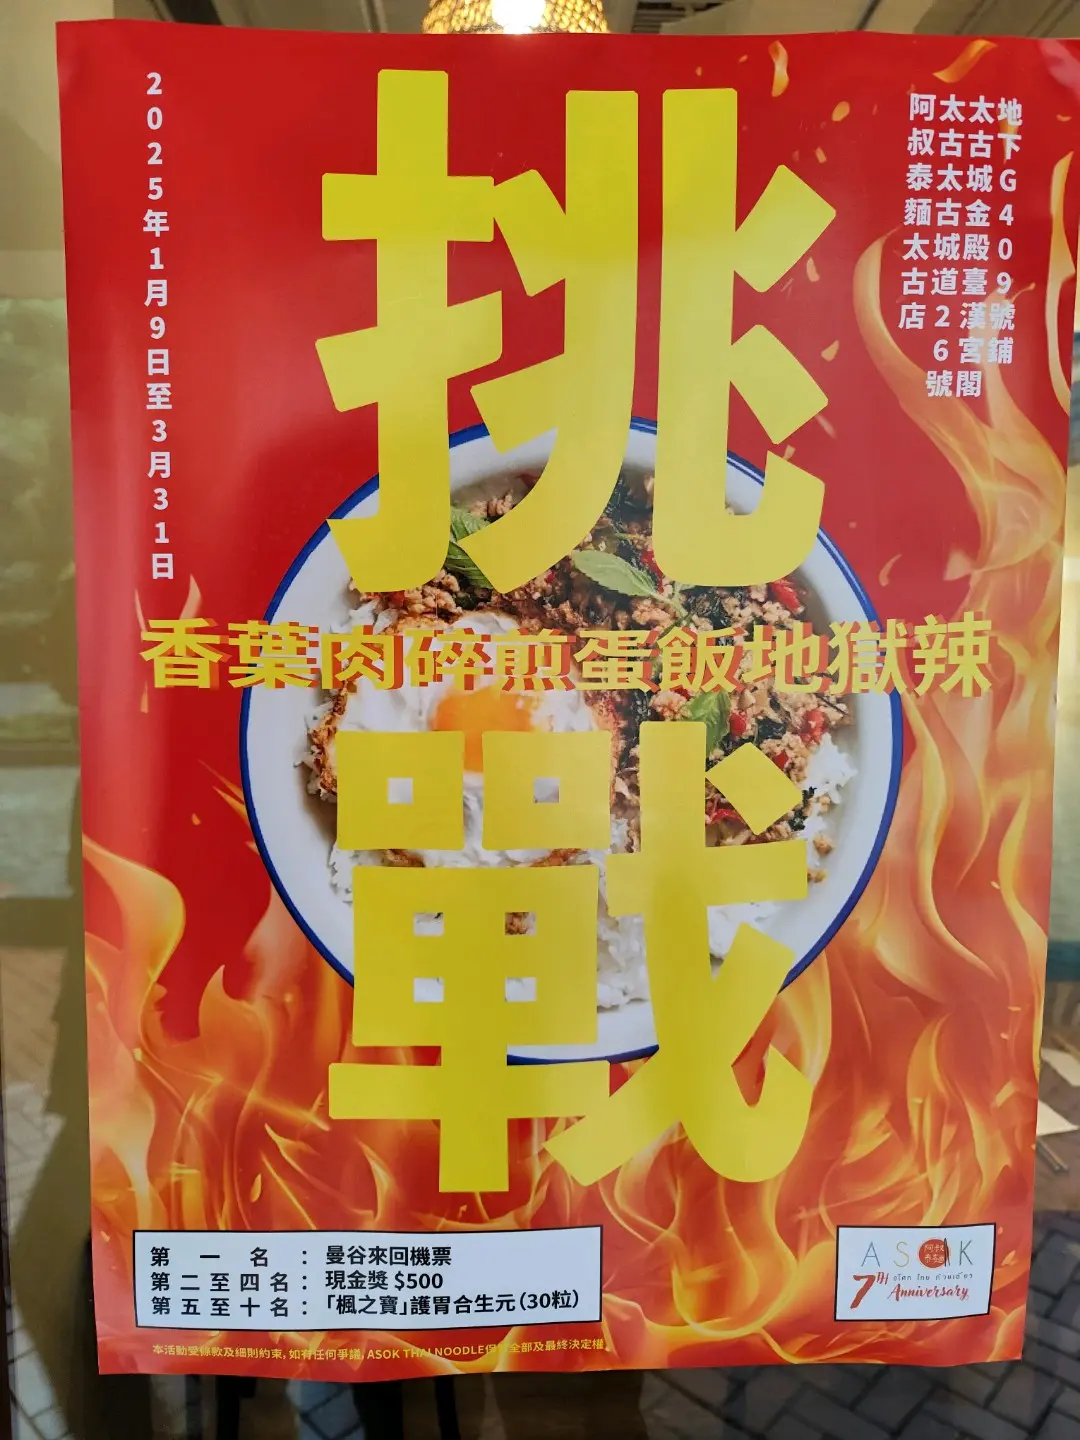 2025年1月9日至3月31日
挑戰
香葉肉碎煎蛋飯地獄辣
阿叔泰麵太古店
太古太古城道26號
太古城金殿臺漢宮閣
地下G409號鋪
第一名：曼谷來回機票
第二至四名：現金獎 $500
第五至十名：「楓之寶」護胃合生元（30粒）
ASOK
阿叔
7TH Anniversary
本活動受條款及細則約束，如有任何爭議，ASOK THAI NOODLE保 全部及最終決定權。